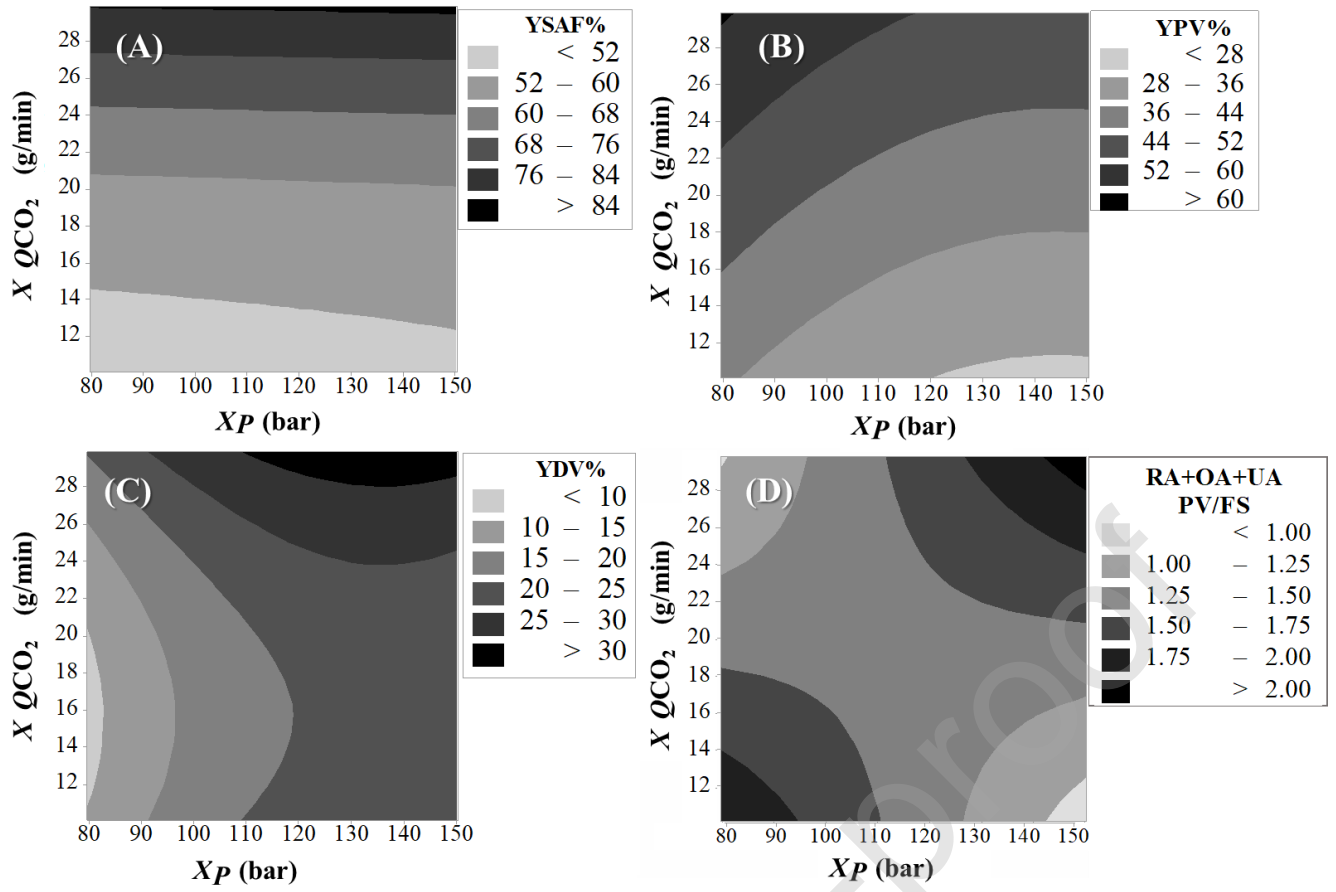 (A)
X QCO₂ (g/min)
28
26
24
22
20
18
16
14
12
80 90 100 110 120 130 140 150
XP (bar)
YSAF%
< 52
52 – 60
60 – 68
68 – 76
76 – 84
> 84
(B)
X QCO₂ (g/min)
28
26
24
22
20
18
16
14
12
80 90 100 110 120 130 140 150
XP (bar)
YPV%
< 28
28 – 36
36 – 44
44 – 52
52 – 60
> 60
(C)
X QCO₂ (g/min)
28
26
24
22
20
18
16
14
12
80 90 100 110 120 130 140 150
XP (bar)
YDV%
< 10
10 – 15
15 – 20
20 – 25
25 – 30
> 30
(D)
X QCO₂ (g/min)
28
26
24
22
20
18
16
14
12
80 90 100 110 120 130 140 150
XP (bar)
RA+OA+UA
PV/FS
< 1.00
1.00 – 1.25
1.25 – 1.50
1.50 – 1.75
1.75 – 2.00
> 2.00
-proof